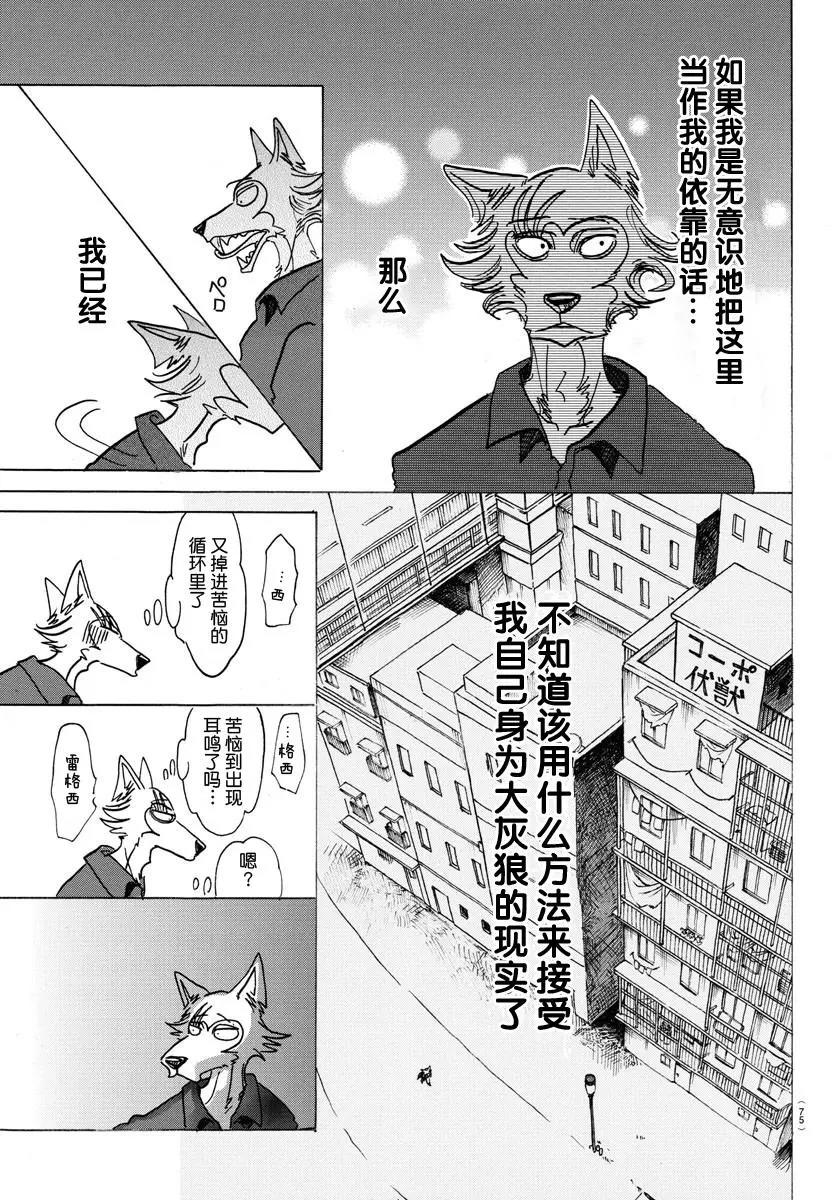 如果我是无意识地把这里
当作我的依靠的话…
那么
ペロ
我已经
不知道该用什么方法来接受
我自己身为大灰狼的现实了
コーポ
伏獣
…西
又掉进苦恼的
循环里了
…格西
苦恼到出现
耳鸣了吗…
雷格西
嗯？
75